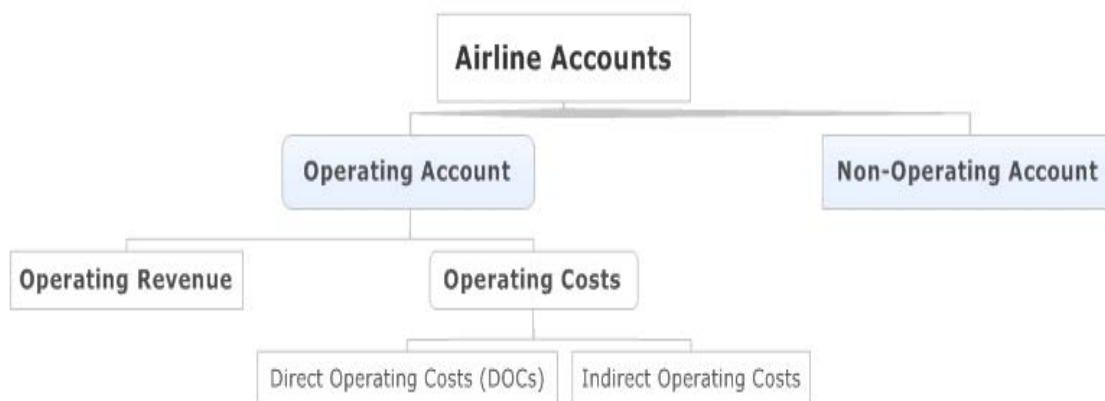 Airline Accounts
Operating Account
Non-Operating Account
Operating Revenue
Operating Costs
Direct Operating Costs (DOCs)
Indirect Operating Costs